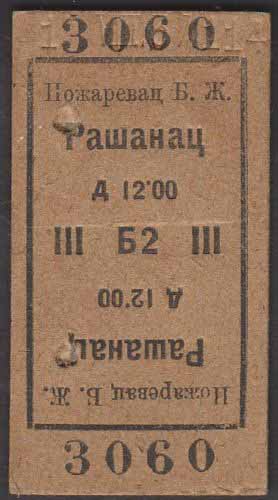 3060
Пожаревац Б. Ж.
Рашанац
Д 12'00
III Б2 III
Д 12'00
Рашанац
Пожаревац Б. Ж.
3060